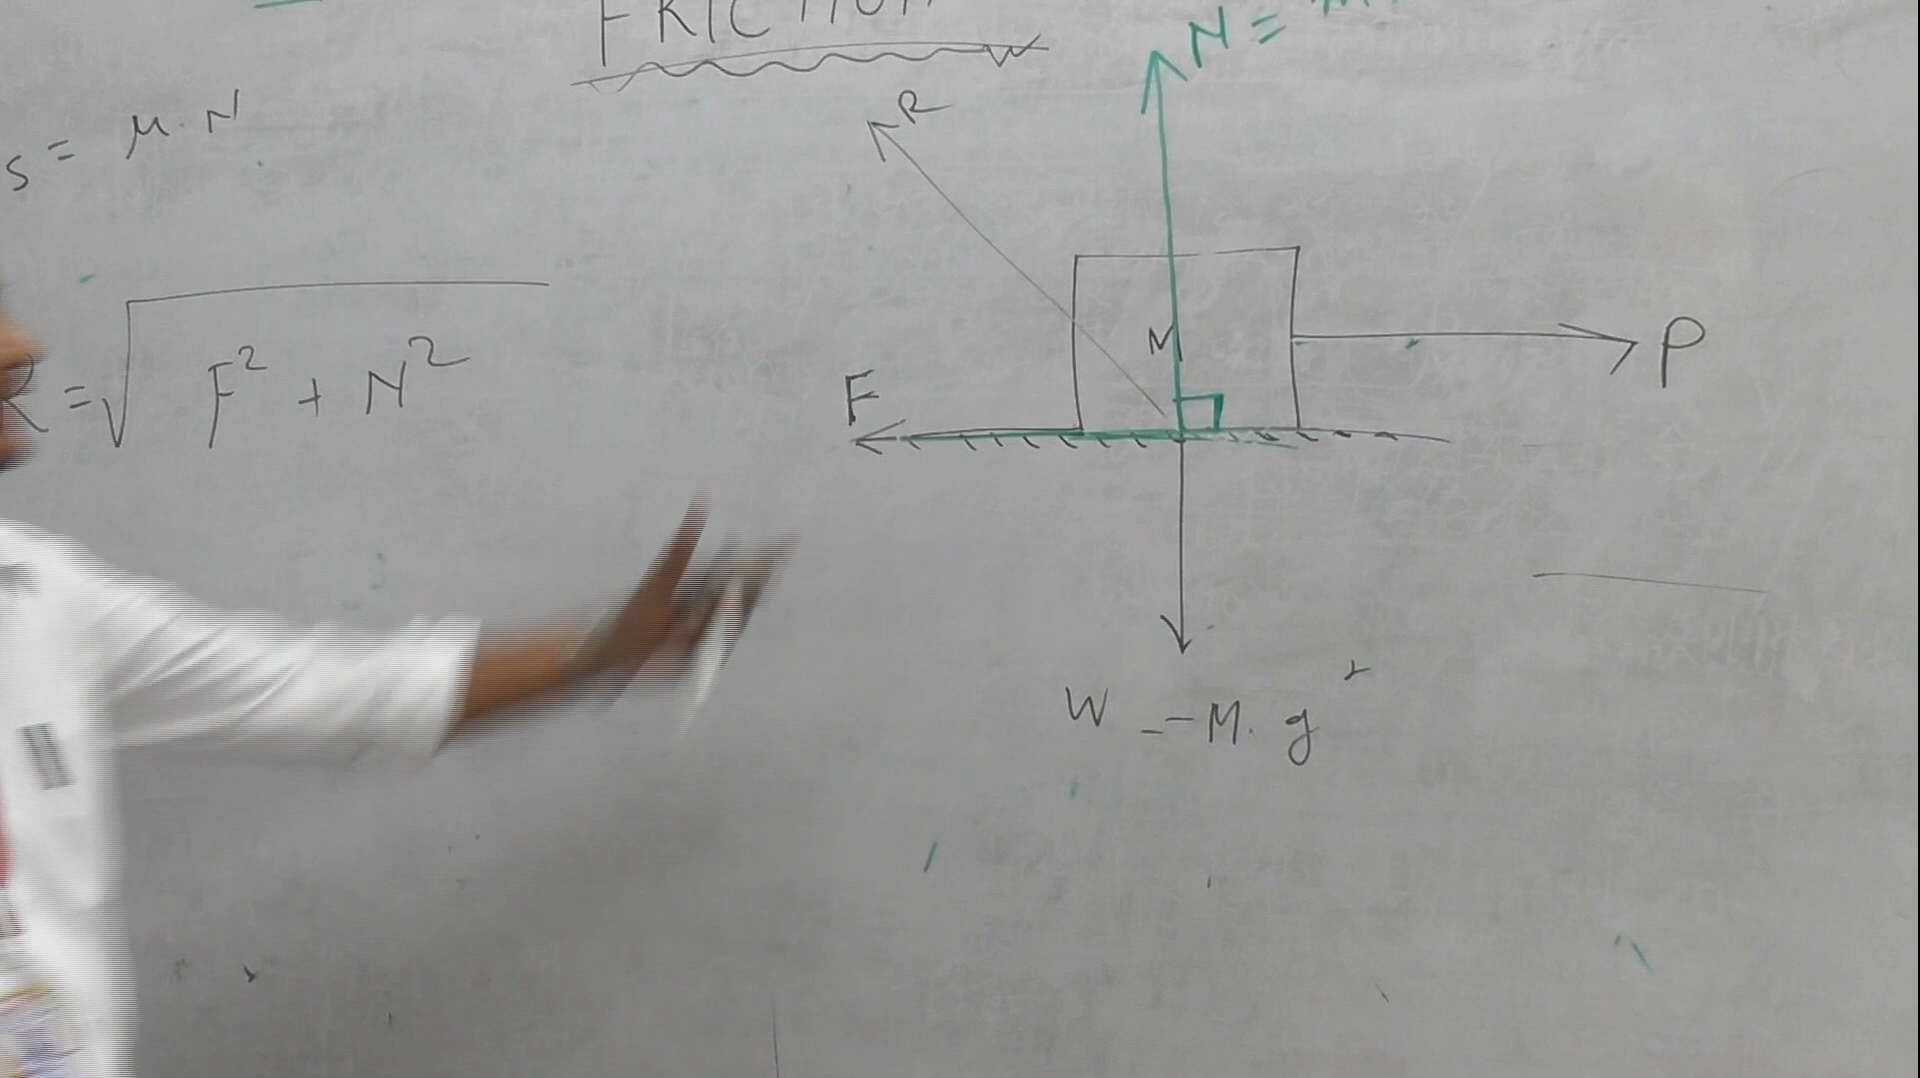 FRICTION
N =
s = μ. N
R
R = √ F² + N²
M
P
F
W = - M. g